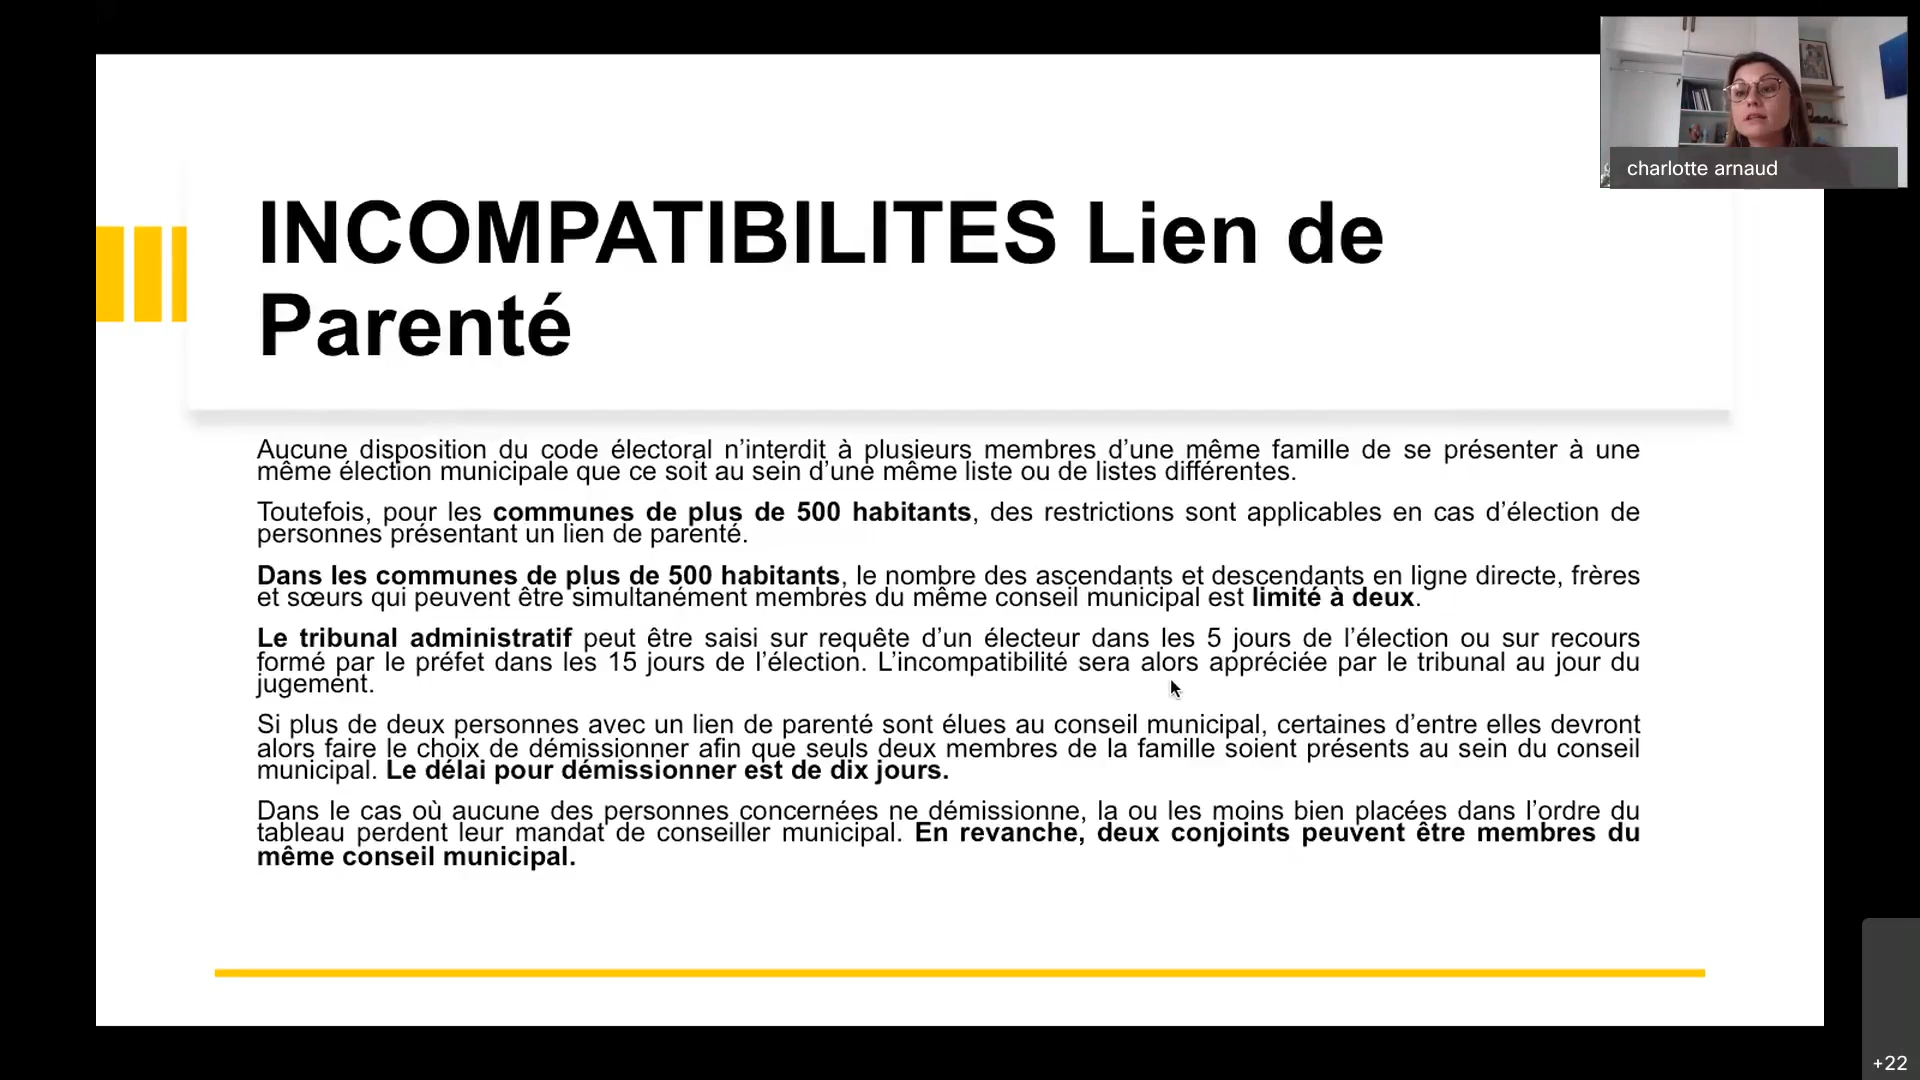 charlotte arnaud
INCOMPATIBILITES Lien de
Parenté
Aucune disposition du code électoral n’interdit à plusieurs membres d’une même famille de se présenter à une
même élection municipale que ce soit au sein d’une même liste ou de listes différentes.
Toutefois, pour les communes de plus de 500 habitants, des restrictions sont applicables en cas d’élection de
personnes présentant un lien de parenté.
Dans les communes de plus de 500 habitants, le nombre des ascendants et descendants en ligne directe, frères
et sœurs qui peuvent être simultanément membres du même conseil municipal est limité à deux.
Le tribunal administratif peut être saisi sur requête d’un électeur dans les 5 jours de l’élection ou sur recours
formé par le préfet dans les 15 jours de l’élection. L’incompatibilité sera alors appréciée par le tribunal au jour du
jugement.
Si plus de deux personnes avec un lien de parenté sont élues au conseil municipal, certaines d’entre elles devront
alors faire le choix de démissionner afin que seuls deux membres de la famille soient présents au sein du conseil
municipal. Le délai pour démissionner est de dix jours.
Dans le cas où aucune des personnes concernées ne démissionne, la ou les moins bien placées dans l’ordre du
tableau perdent leur mandat de conseiller municipal. En revanche, deux conjoints peuvent être membres du
même conseil municipal.
+22